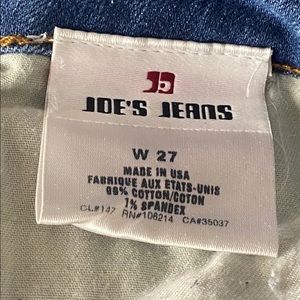 JOE'S JEANS
W 27
MADE IN USA
FABRIQUE AUX ETATS-UNIS
99% COTTON/COTON
1% SPANDEX
CL#147 RN#106214 CA#35037